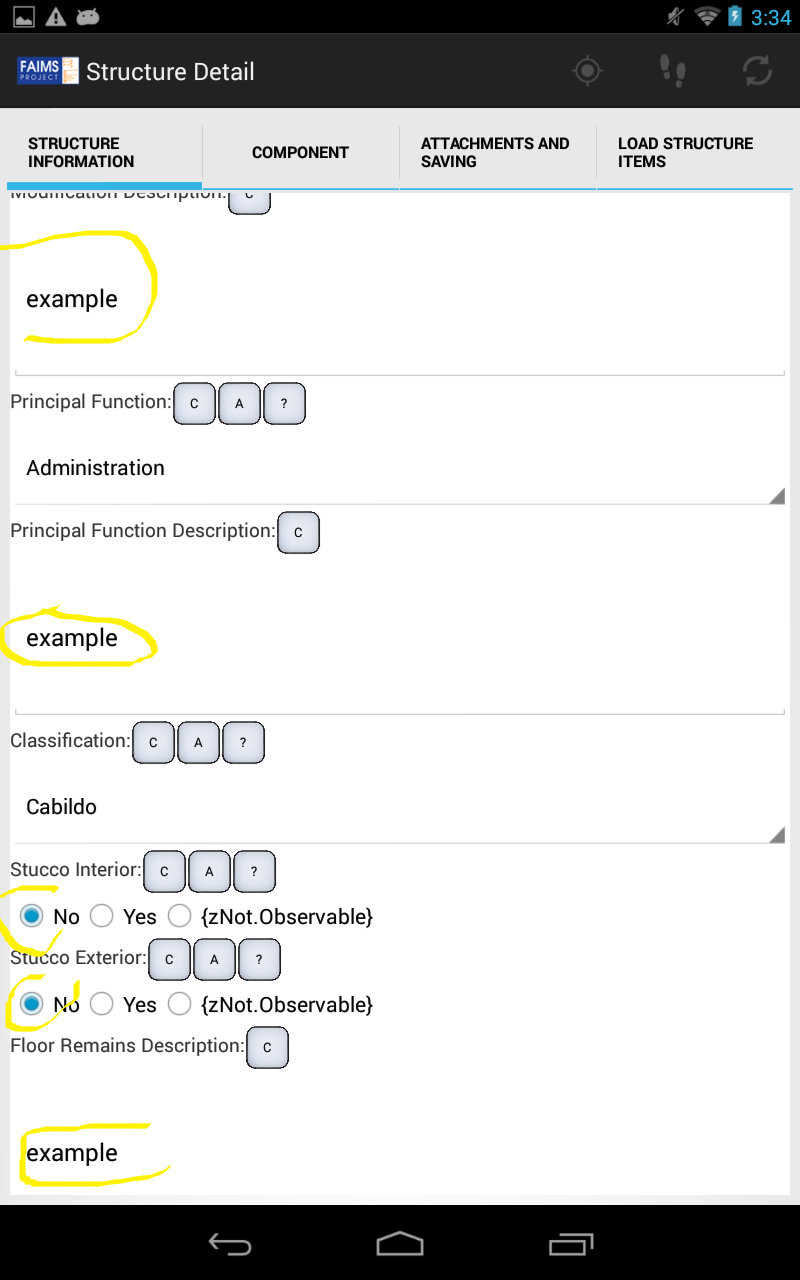 3:34
FAIMS
PROJECT
Structure Detail
STRUCTURE
INFORMATION
COMPONENT
ATTACHMENTS AND
SAVING
LOAD STRUCTURE
ITEMS
Modification Description: C
example
Principal Function: C A ?
Administration
Principal Function Description: C
example
Classification: C A ?
Cabildo
Stucco Interior: C A ?
No Yes {zNot.Observable}
Stucco Exterior: C A ?
No Yes {zNot.Observable}
Floor Remains Description: C
example